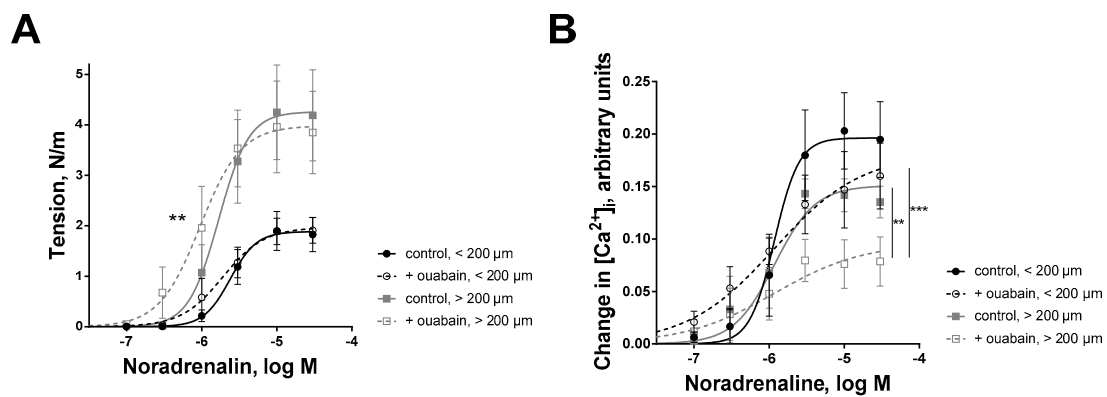 A
Tension, N/m
5
4
3
2
1
0
**
-7
-6
-5
-4
Noradrenalin, log M
control, < 200 µm
+ ouabain, < 200 µm
control, > 200 µm
+ ouabain, > 200 µm
B
Change in [Ca2+]i, arbitrary units
0.25
0.20
0.15
0.10
0.05
0.00
**
***
-7
-6
-5
-4
Noradrenaline, log M
control, < 200 µm
+ ouabain, < 200 µm
control, > 200 µm
+ ouabain, > 200 µm